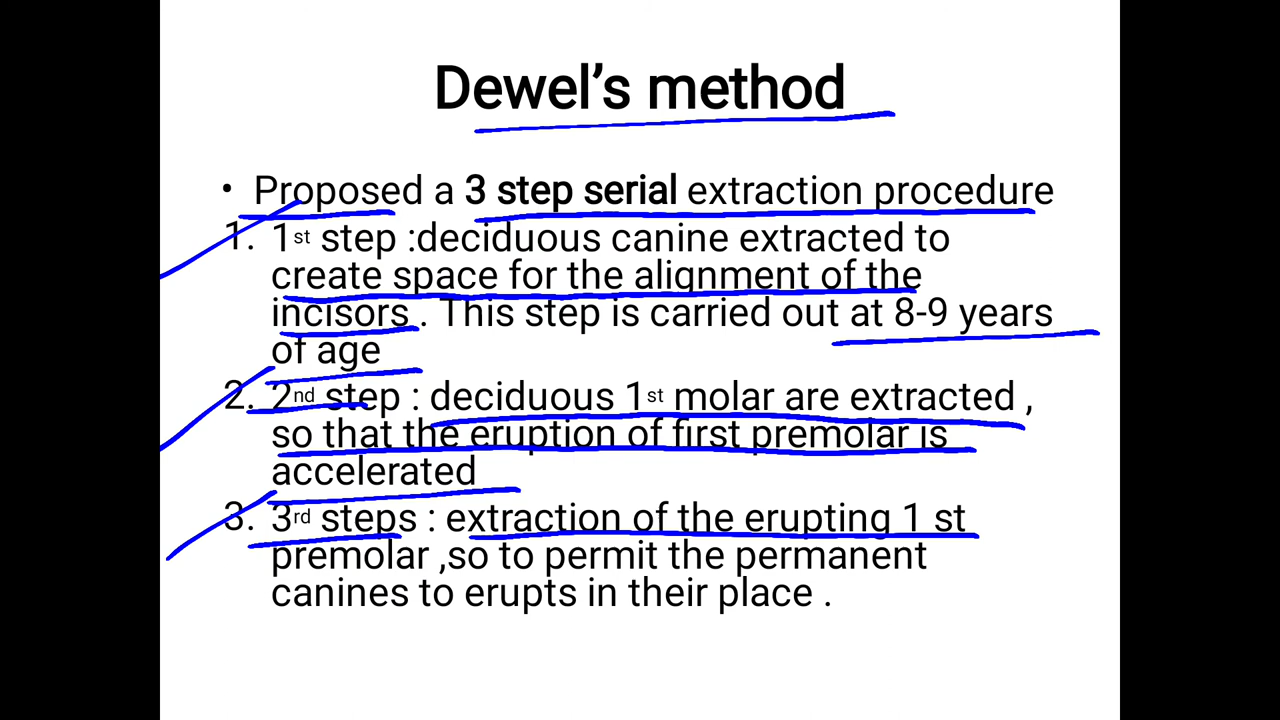 Dewel’s method
• Proposed a 3 step serial extraction procedure
1. 1st step :deciduous canine extracted to
create space for the alignment of the
incisors . This step is carried out at 8-9 years
of age
2. 2nd step : deciduous 1st molar are extracted ,
so that the eruption of first premolar is
accelerated
3. 3rd steps : extraction of the erupting 1 st
premolar ,so to permit the permanent
canines to erupts in their place .